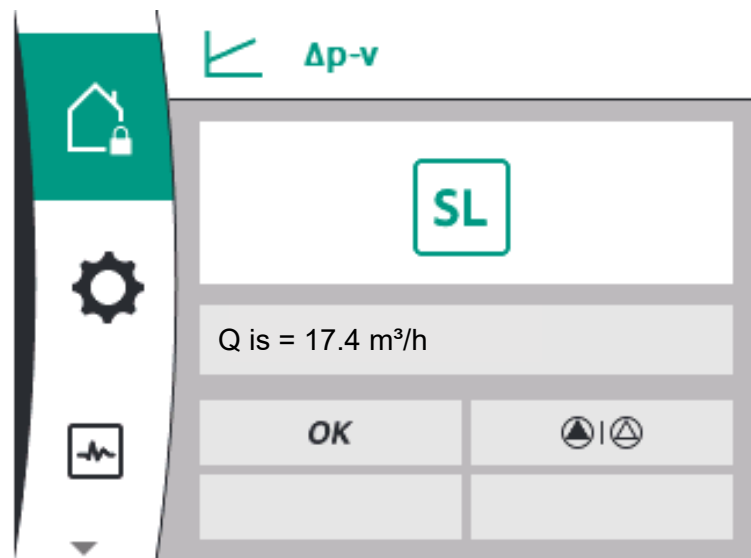 Δp-v
SL
Q is = 17.4 m³/h
OK